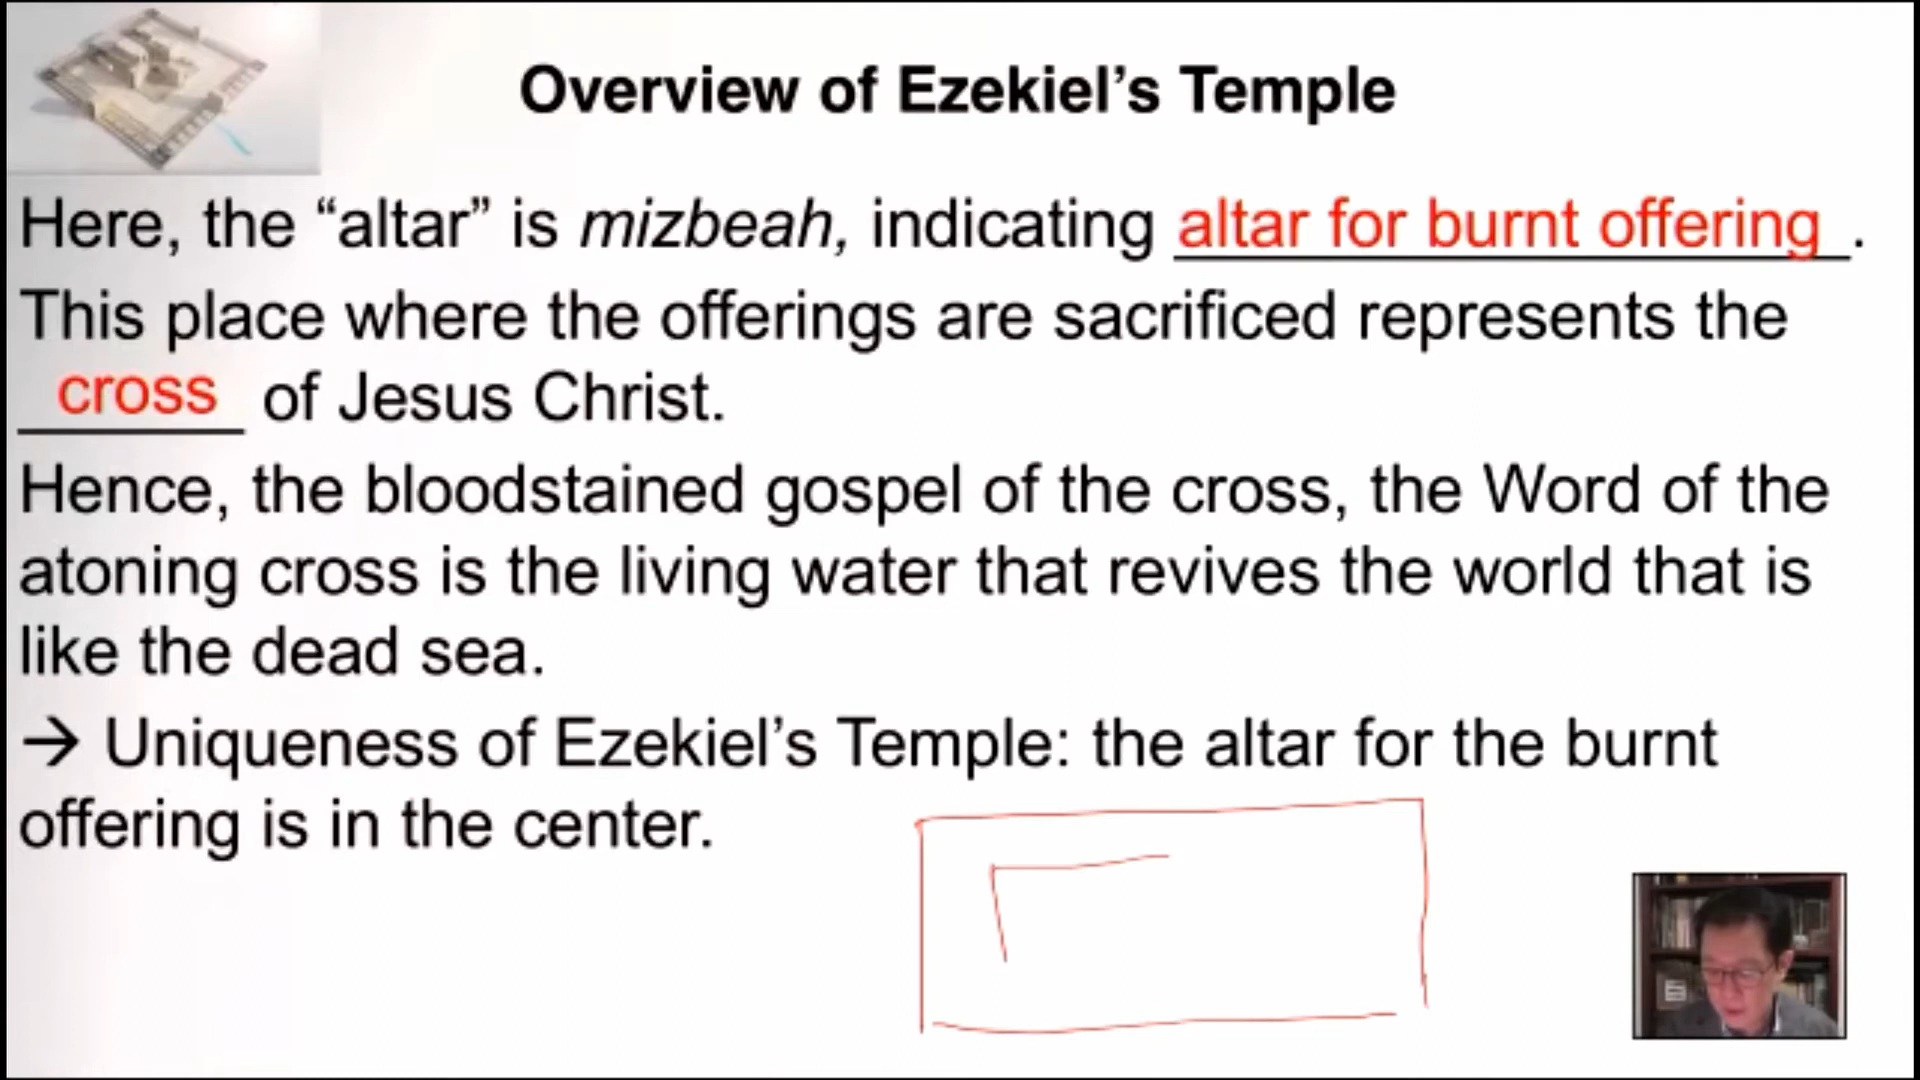 Overview of Ezekiel’s Temple
Here, the “altar” is mizbeah, indicating altar for burnt offering.
This place where the offerings are sacrificed represents the
cross of Jesus Christ.
Hence, the bloodstained gospel of the cross, the Word of the
atoning cross is the living water that revives the world that is
like the dead sea.
→ Uniqueness of Ezekiel’s Temple: the altar for the burnt
offering is in the center.